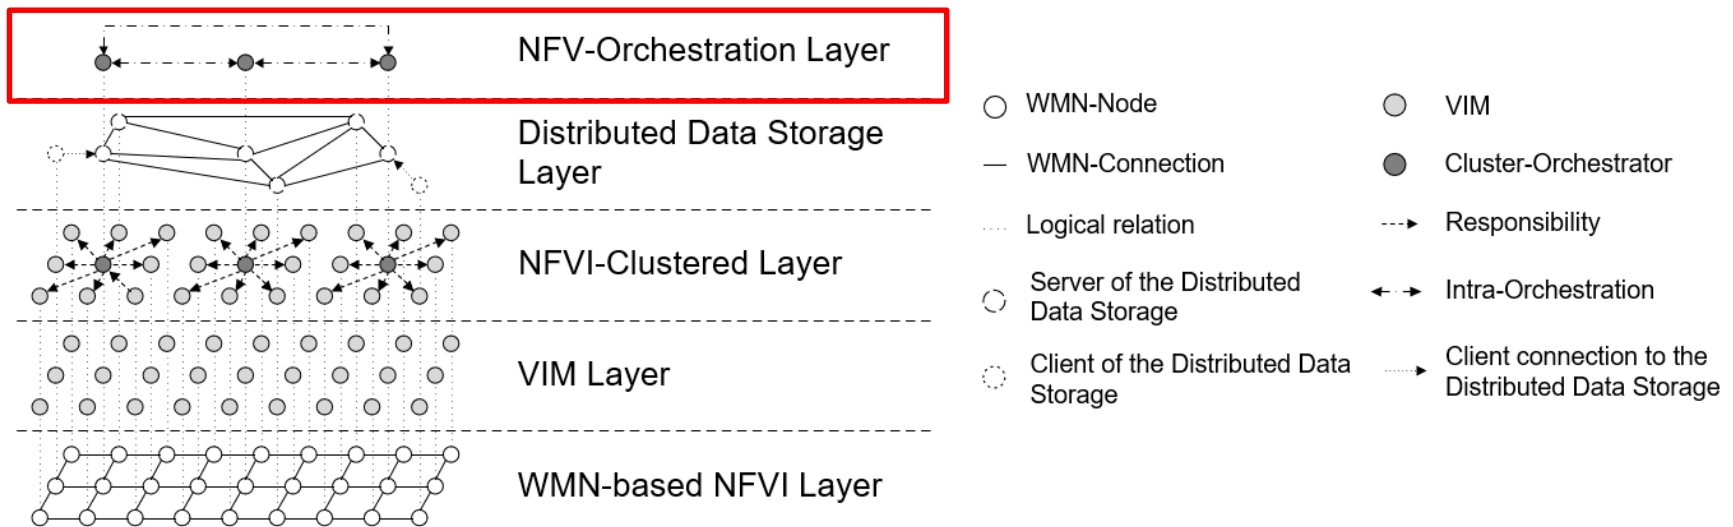 NFV-Orchestration Layer
Distributed Data Storage
Layer
NFVI-Clustered Layer
VIM Layer
WMN-based NFVI Layer
WMN-Node
WMN-Connection
Logical relation
Server of the Distributed
Data Storage
Client of the Distributed Data
Storage
VIM
Cluster-Orchestrator
Responsibility
Intra-Orchestration
Client connection to the
Distributed Data Storage